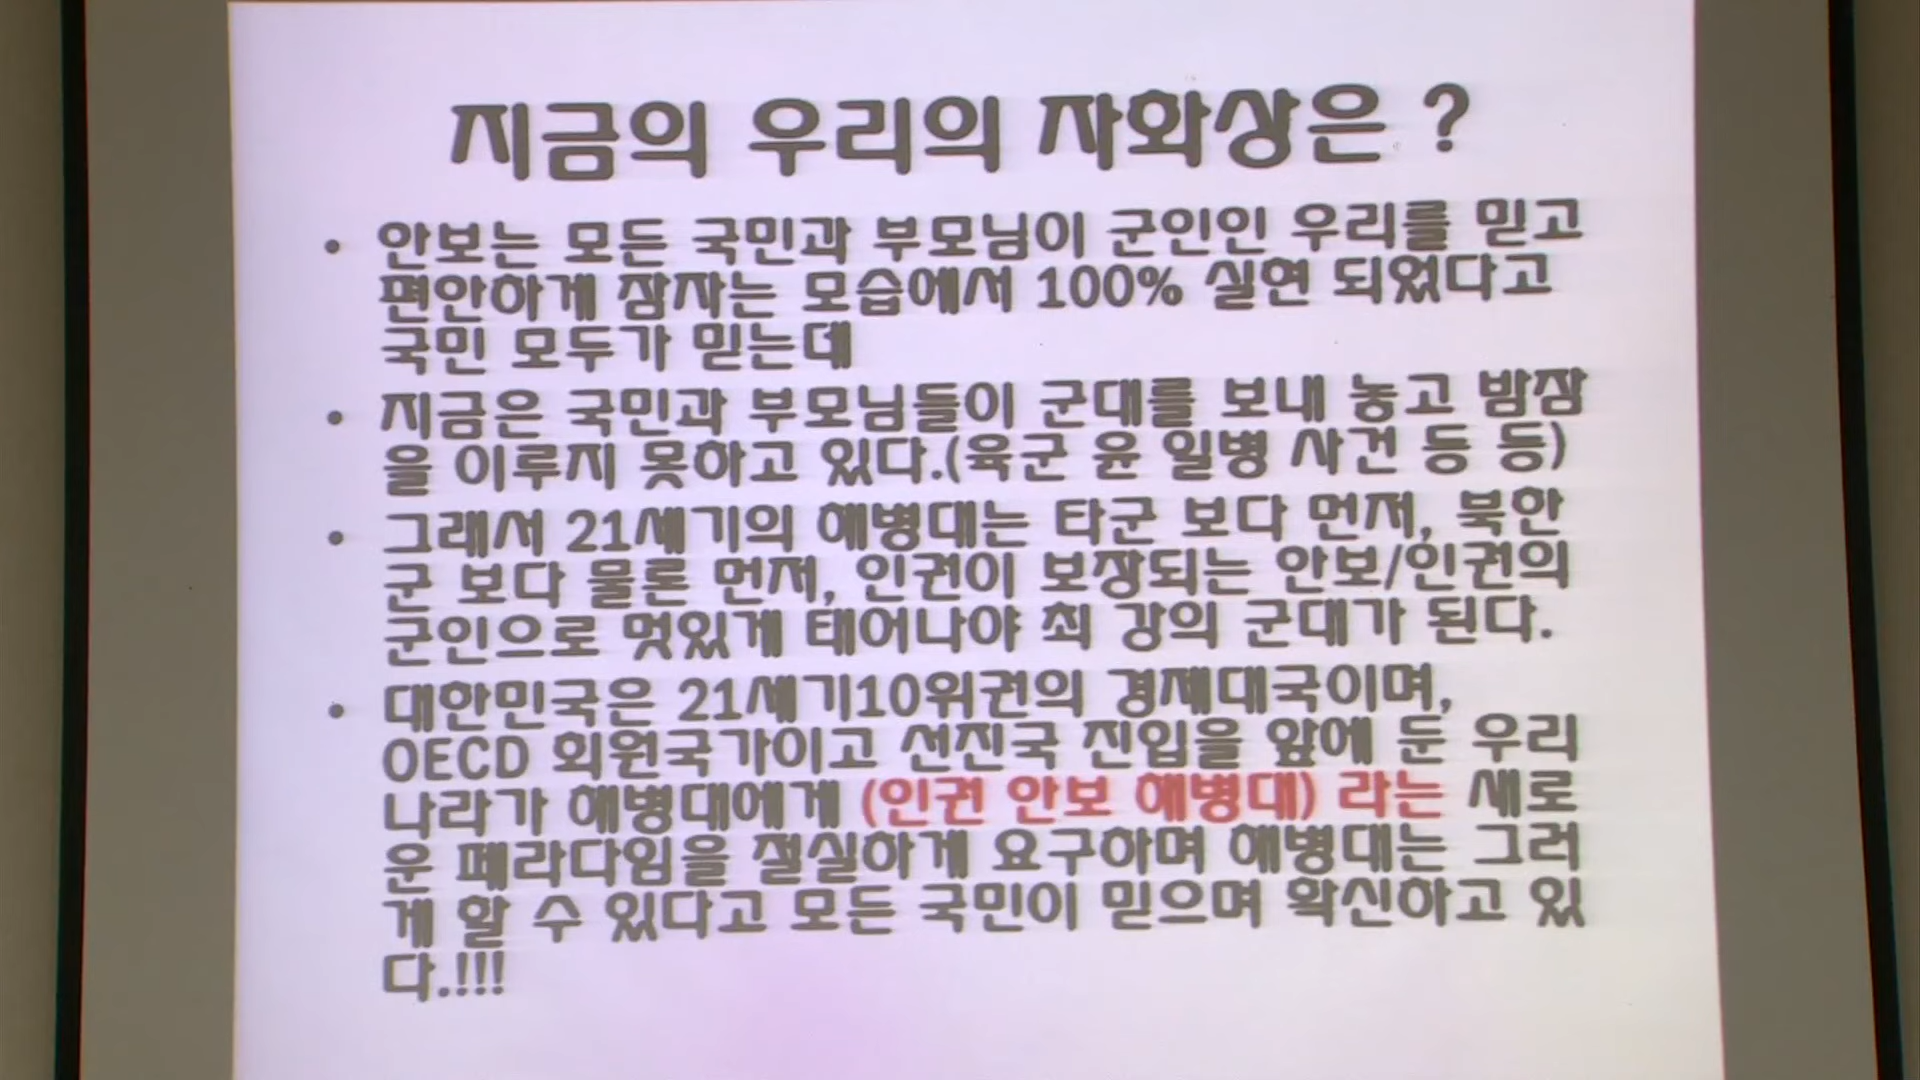 지금의 우리의 자화상은 ?
• 안보는 모든 국민과 부모님이 군인인 우리를 믿고
편안하게 잠자는 모습에서 100% 실현 되었다고
국민 모두가 믿는데
• 지금은 국민과 부모님들이 군대를 보내 놓고 밤잠
을 이루지 못하고 있다.(육군 윤 일병 사건 등 등)
• 그래서 21세기의 해병대는 타군 보다 먼저, 북한
군 보다 물론 먼저, 인권이 보장되는 안보/인권의
군인으로 멋있게 태어나야 최 강의 군대가 된다.
• 대한민국은 21세기10위권의 경제대국이며,
OECD 회원국가이고 선진국 진입을 앞에 둔 우리
나라가 해병대에게 (인권 안보 해병대) 라는 새로
운 페라다임을 절실하게 요구하며 해병대는 그러
게 할 수 있다고 모든 국민이 믿으며 확신하고 있
다.!!!